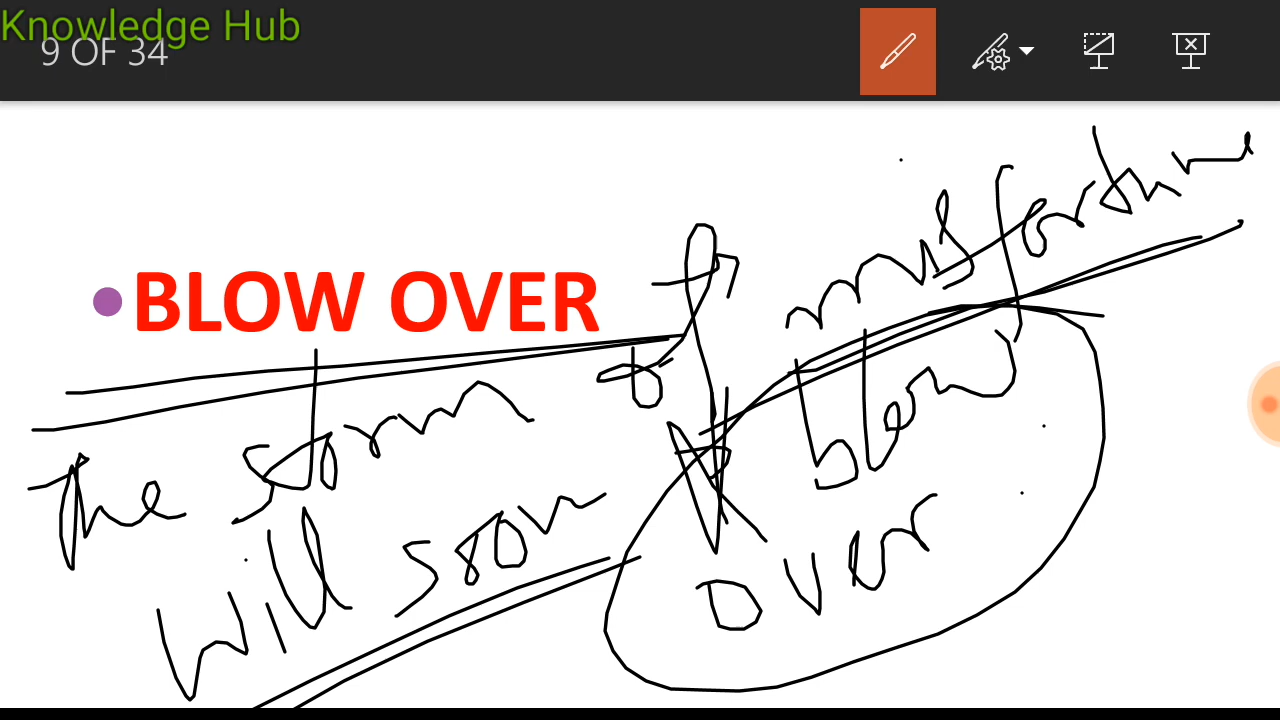 Knowledge Hub
9 OF 34
• BLOW OVER
The storm of misfortune
will soon blow
over